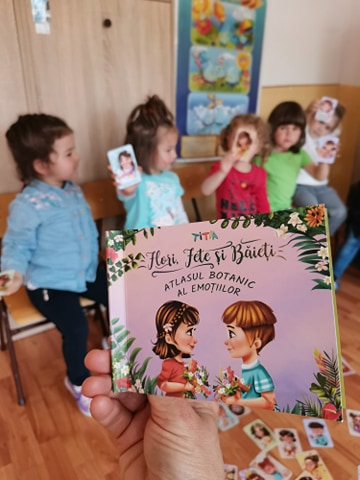 TITA
Flori, Fete și Băieți
ATLASUL BOTANIC
AL EMOȚIILOR